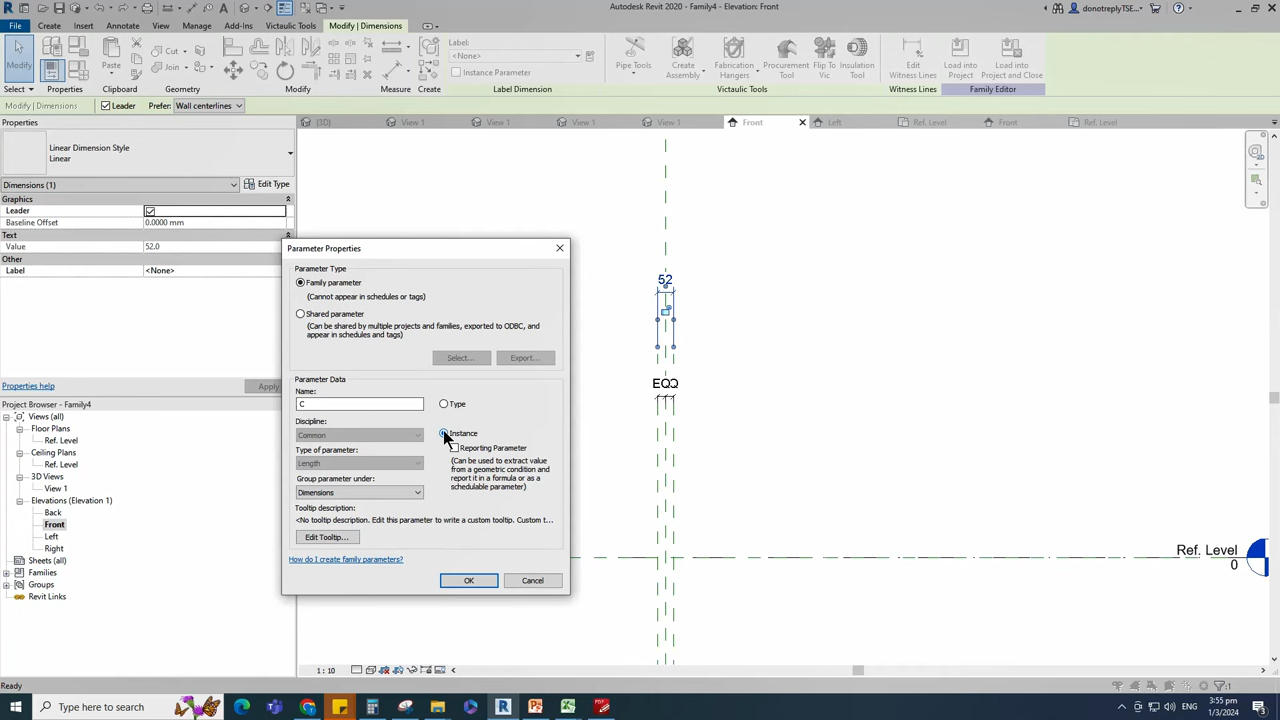 Autodesk Revit 2020 - Family4 - Elevation: Front
donotreplyTSE...
File Create Insert Annotate View Manage Add-Ins Victaulic Tools Modify | Dimensions
Modify
Paste
Cut
Join
Label:
<None>
Instance Parameter
Pipe Tools
Create Assembly
Fabrication Hangers
Procurement Tool
Flip To Vic
Insulation Tool
Edit Witness Lines
Load into Project
Load into Project and Close
Select Properties Clipboard Geometry Modify Measure Create Label Dimension Victaulic Tools Witness Lines Family Editor
Modify | Dimensions Leader Prefer: Wall centerlines
Properties
{3D} View 1 View 1 View 1 View 1 Front Left Ref. Level Front Ref. Level
Linear Dimension Style
Linear
Dimensions (1) Edit Type
Graphics
Leader
Baseline Offset 0.0000 mm
Text
Value 52.0
Other
Label <None>
Properties help Apply
Project Browser - Family4
Views (all)
Floor Plans
Ref. Level
Ceiling Plans
Ref. Level
3D Views
View 1
Elevations (Elevation 1)
Back
Front
Left
Right
Sheets (all)
Families
Groups
Revit Links
Parameter Properties
Parameter Type
Family parameter
(Cannot appear in schedules or tags)
Shared parameter
(Can be shared by multiple projects and families, exported to ODBC, and
appear in schedules and tags)
Select... Export...
Parameter Data
Name:
C
Type
Discipline:
Common
Instance
Type of parameter:
Reporting Parameter
Length
(Can be used to extract value
from a geometric condition and
report it in a formula or as a
schedulable parameter)
Group parameter under:
Dimensions
Tooltip description:
<No tooltip description. Edit this parameter to write a custom tooltip. Custom t...
Edit Tooltip...
How do I create family parameters?
OK Cancel
52
EQ
Ref. Level
0
1 : 10
Ready
:1
Type here to search
ENG
3:55 pm
1/3/2024